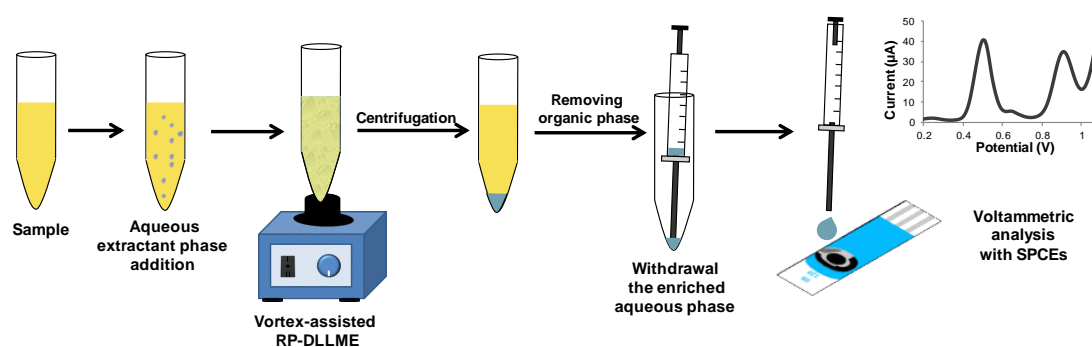 Sample
Aqueous
extractant phase
addition
Vortex-assisted
RP-DLLME
Centrifugation
Removing
organic phase
Withdrawal
the enriched
aqueous phase
Current (µA)
50
40
30
20
10
0
0.2 0.4 0.6 0.8 1
Potential (V)
Voltammetric
analysis
with SPCEs